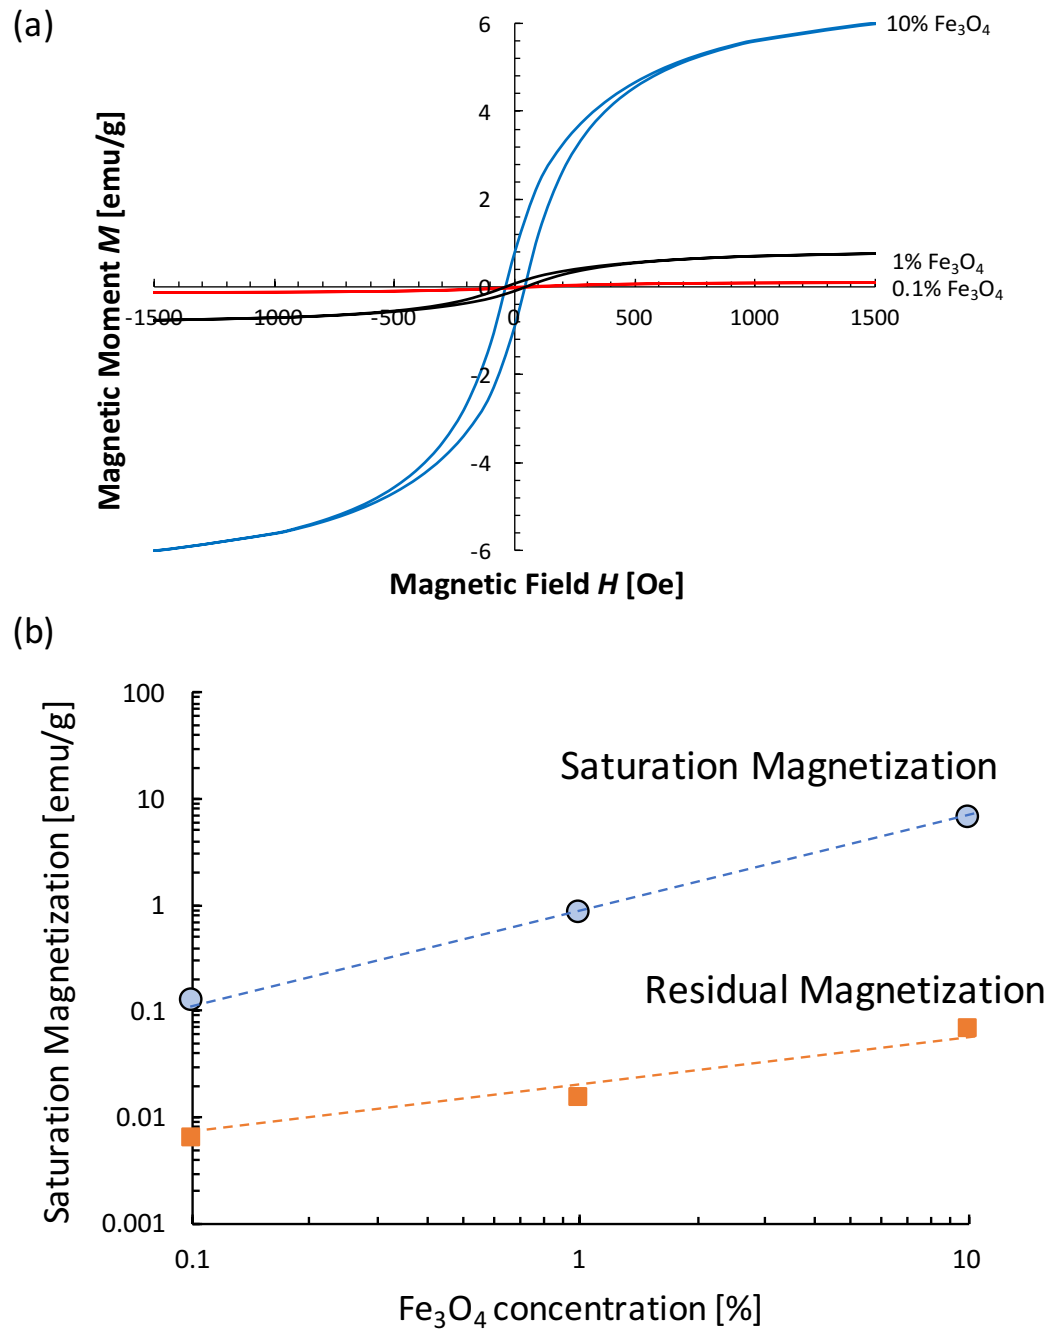 (a)
6
10% Fe₃O₄
4
2
1% Fe₃O₄
0
0.1% Fe₃O₄
-1500 -1000 -500 0 500 1000 1500
-2
-4
-6
Magnetic Moment M [emu/g]
Magnetic Field H [Oe]
(b)
100
Saturation Magnetization
10
1
Residual Magnetization
0.1
0.01
0.001
Saturation Magnetization [emu/g]
0.1 1 10
Fe₃O₄ concentration [%]